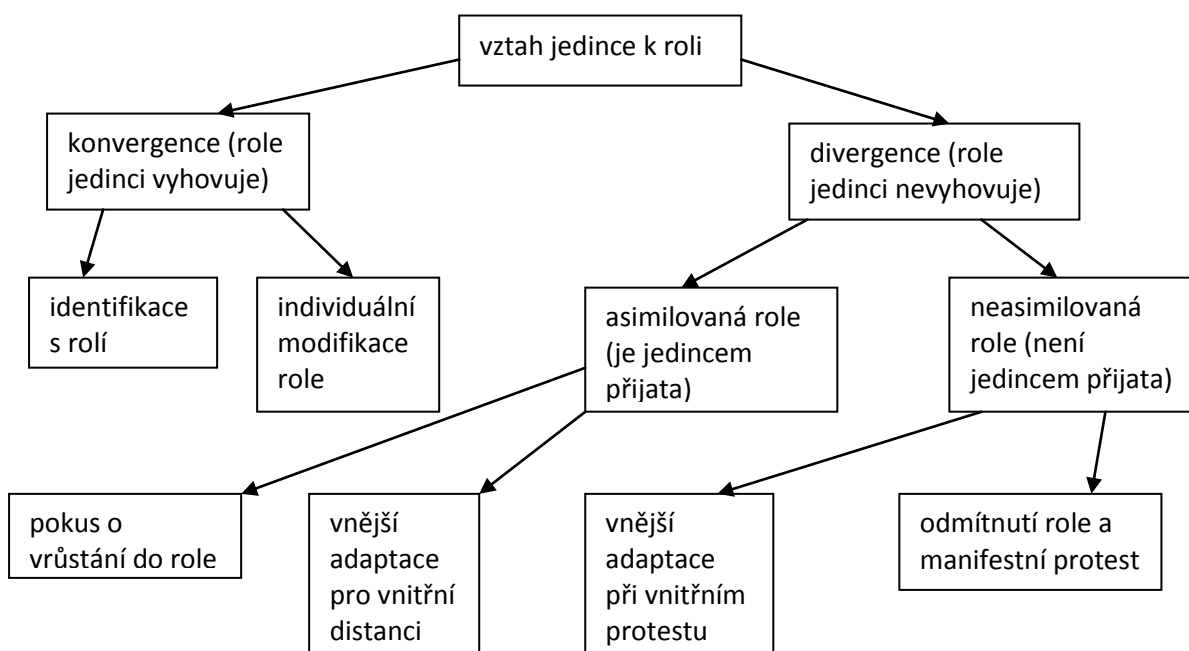 vztah jedince k roli
konvergence (role
jedinci vyhovuje)
divergence (role
jedinci nevyhovuje)
identifikace
s rolí
individuální
modifikace
role
asimilovaná role
(je jedincem
přijata)
neasimilovaná
role (není
jedincem přijata)
pokus o
vrůstání do role
vnější
adaptace
pro vnitřní
distanci
vnější
adaptace
při vnitřním
protestu
odmítnutí role a
manifestní protest